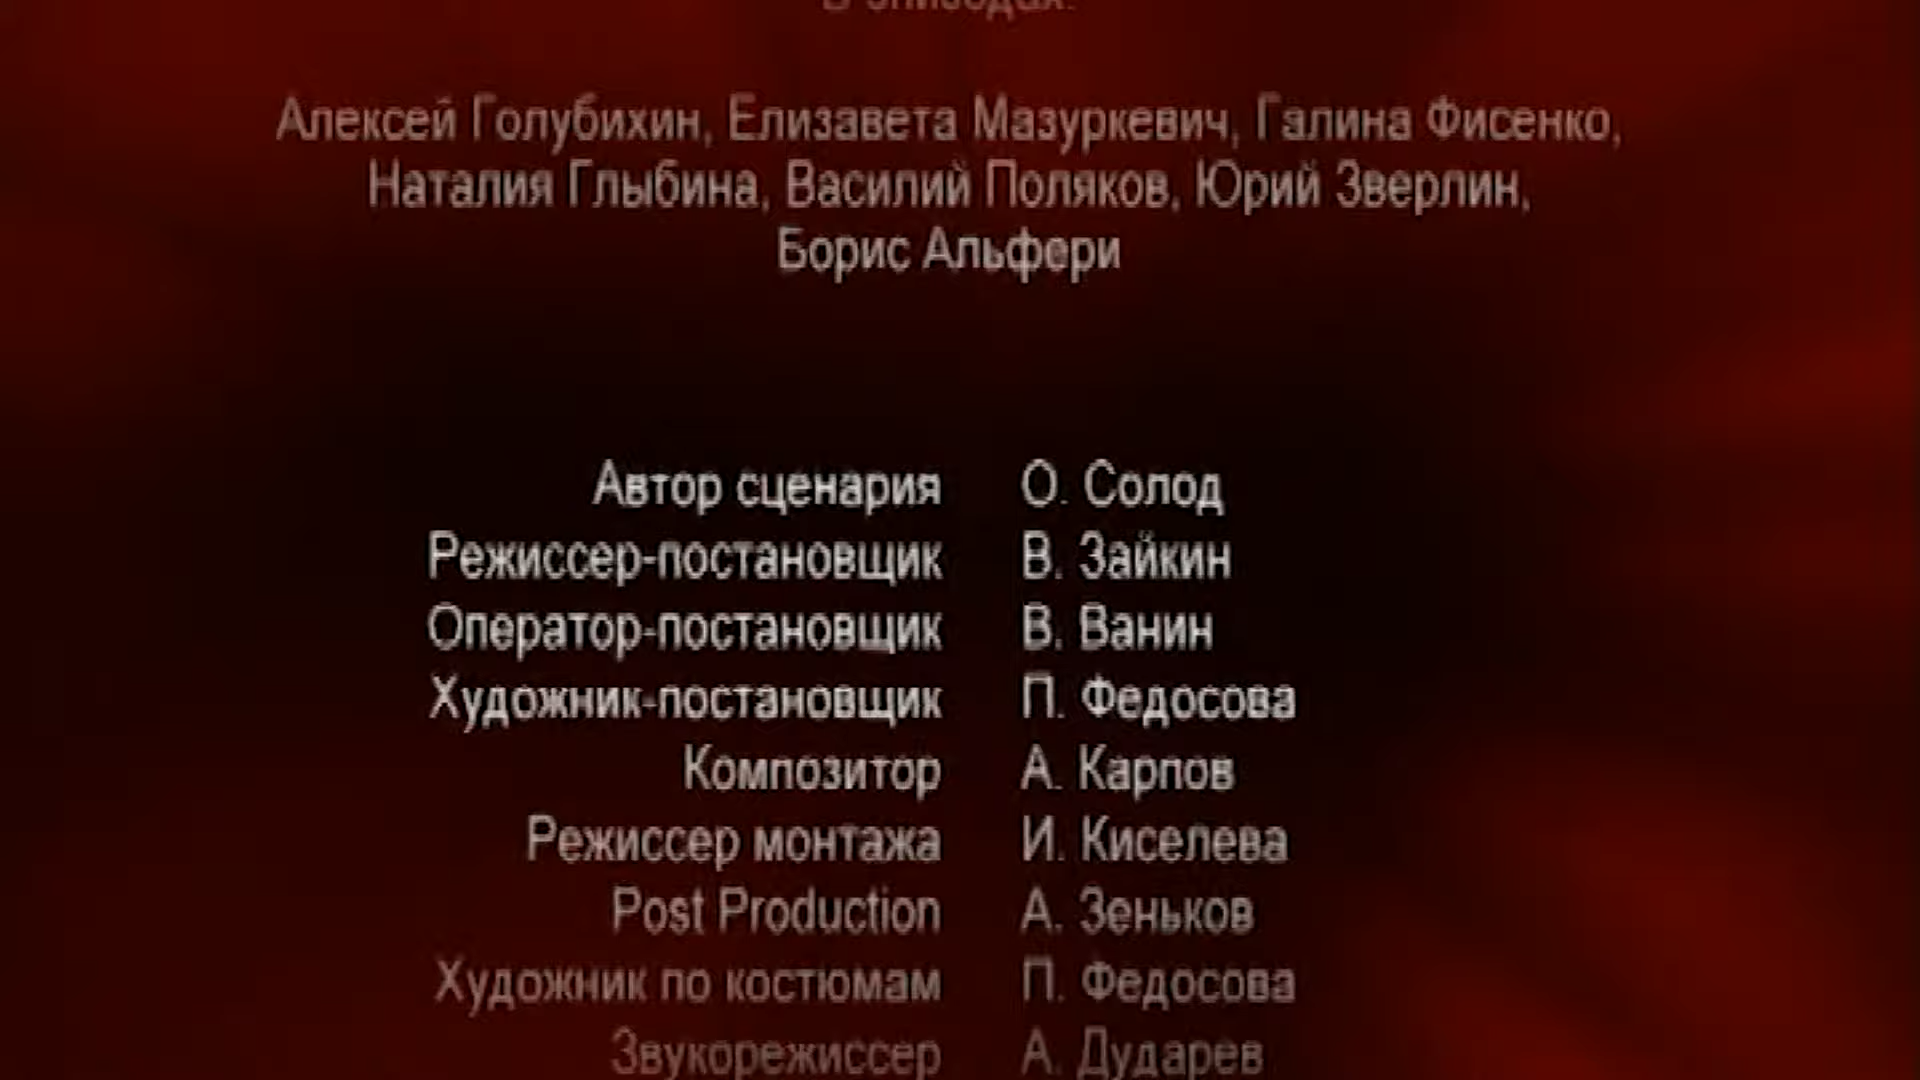 В эпизодах:
Алексей Голубихин, Елизавета Мазуркевич, Галина Фисенко,
Наталия Глыбина, Василий Поляков, Юрий Зверлин,
Борис Альфери
Автор сценария О. Солод
Режиссер-постановщик В. Зайкин
Оператор-постановщик В. Ванин
Художник-постановщик П. Федосова
Композитор А. Карпов
Режиссер монтажа И. Киселева
Post Production А. Зеньков
Художник по костюмам П. Федосова
Звукорежиссер А. Дударев